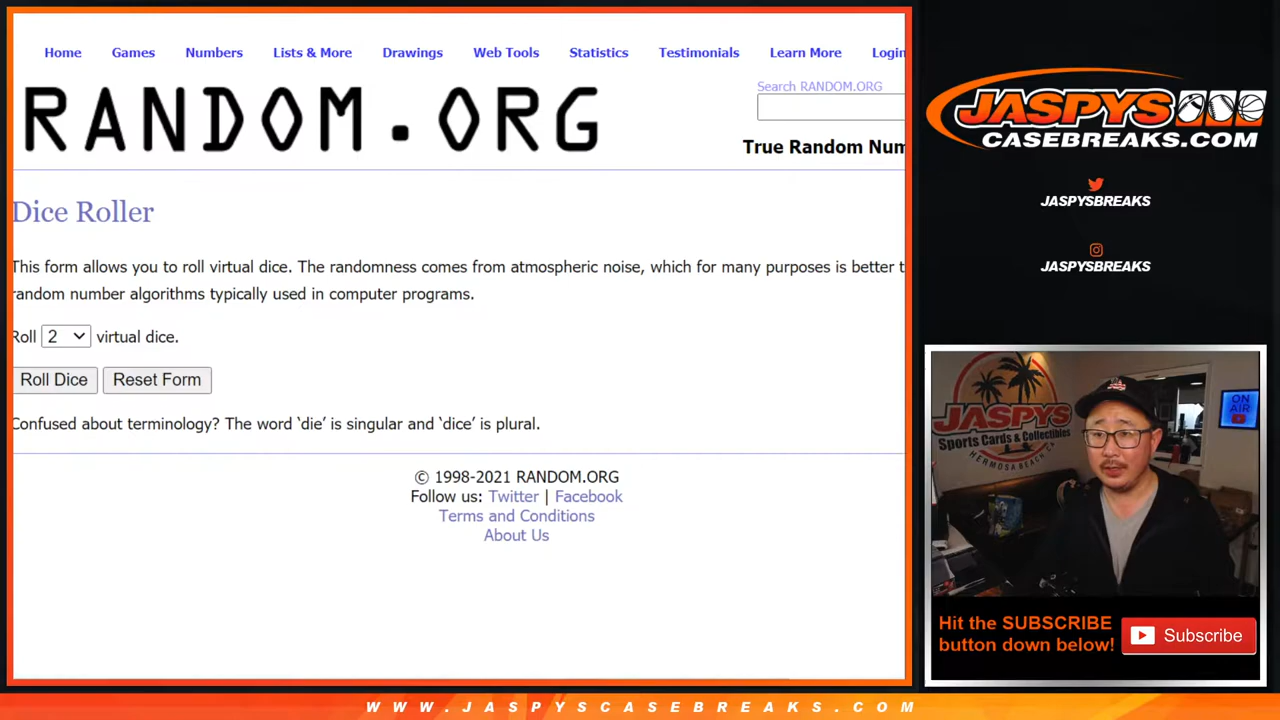 Home Games Numbers Lists & More Drawings Web Tools Statistics Testimonials Learn More Login
RANDOM.ORG
Search RANDOM.ORG
True Random Num
Dice Roller
This form allows you to roll virtual dice. The randomness comes from atmospheric noise, which for many purposes is better t
random number algorithms typically used in computer programs.
Roll 2 virtual dice.
Roll Dice Reset Form
Confused about terminology? The word ‘die’ is singular and ‘dice’ is plural.
© 1998-2021 RANDOM.ORG
Follow us: Twitter | Facebook
Terms and Conditions
About Us
JASPYS
CASEBREAKS.COM
JASPYSBREAKS
JASPYSBREAKS
JASPYS
Sports Cards & Collectibles
HERMOSA BEACH, CA
ON
AIR
Hit the SUBSCRIBE
button down below!
Subscribe
WWW.JASPYSCASEBREAKS.COM